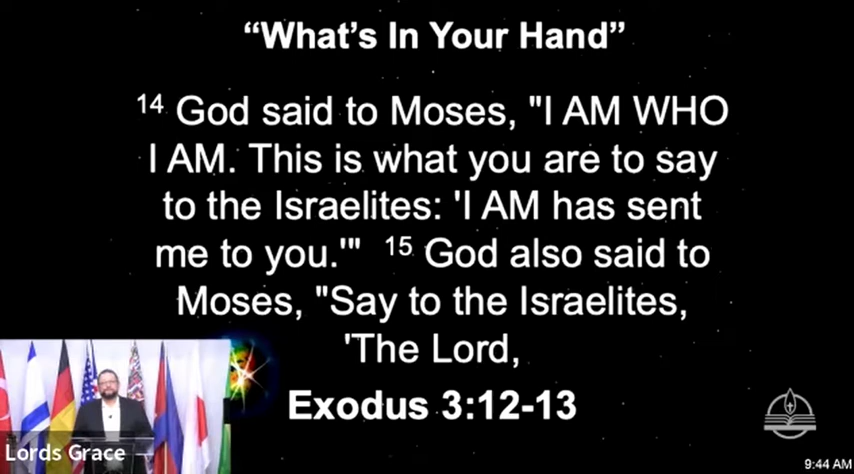 “What’s In Your Hand”
14 God said to Moses, "I AM WHO
I AM. This is what you are to say
to the Israelites: 'I AM has sent
me to you.'" 15 God also said to
Moses, "Say to the Israelites,
'The Lord,
Exodus 3:12-13
Lords Grace
9:44 AM